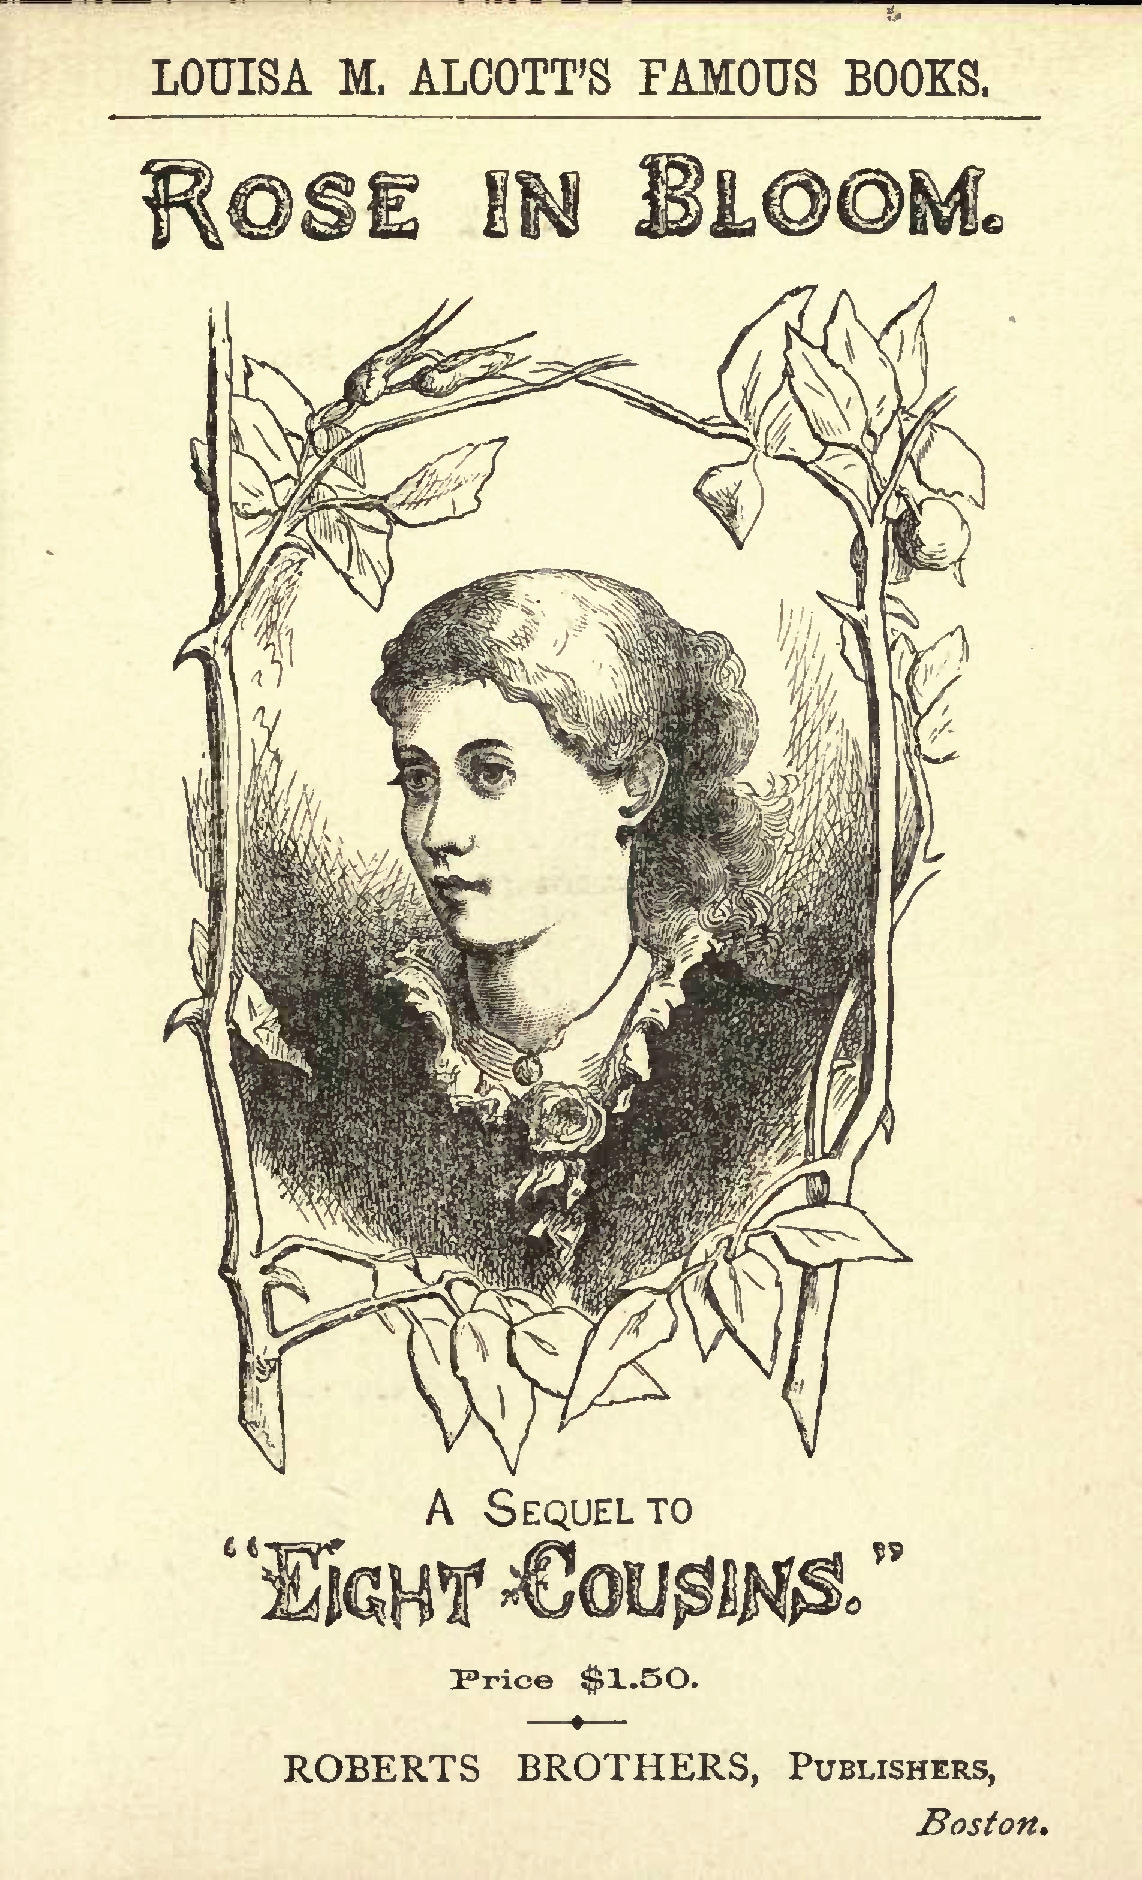 LOUISA M. ALCOTT'S FAMOUS BOOKS.
ROSE IN BLOOM.
A SEQUEL TO
"EIGHT COUSINS."
Price $1.50.
ROBERTS BROTHERS, PUBLISHERS,
Boston.